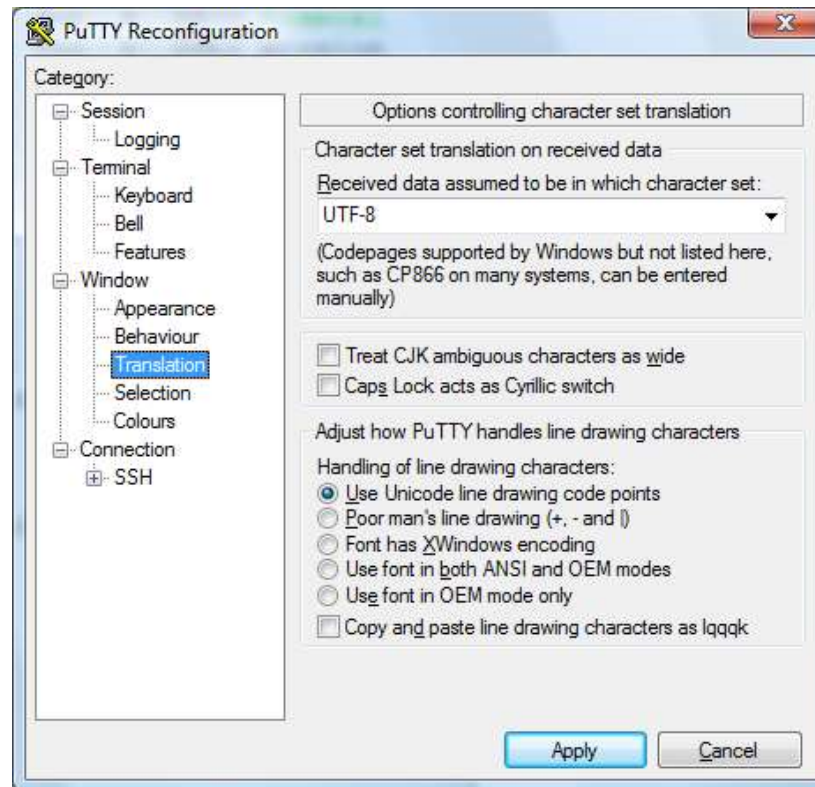 PuTTY Reconfiguration
Category:
Session
Logging
Terminal
Keyboard
Bell
Features
Window
Appearance
Behaviour
Translation
Selection
Colours
Connection
SSH
Options controlling character set translation
Character set translation on received data
Received data assumed to be in which character set:
UTF-8
(Codepages supported by Windows but not listed here,
such as CP866 on many systems, can be entered
manually)
Treat CJK ambiguous characters as wide
Caps Lock acts as Cyrillic switch
Adjust how PuTTY handles line drawing characters
Handling of line drawing characters:
Use Unicode line drawing code points
Poor man's line drawing (+, - and |)
Font has XWindows encoding
Use font in both ANSI and OEM modes
Use font in OEM mode only
Copy and paste line drawing characters as lqqqk
Apply
Cancel